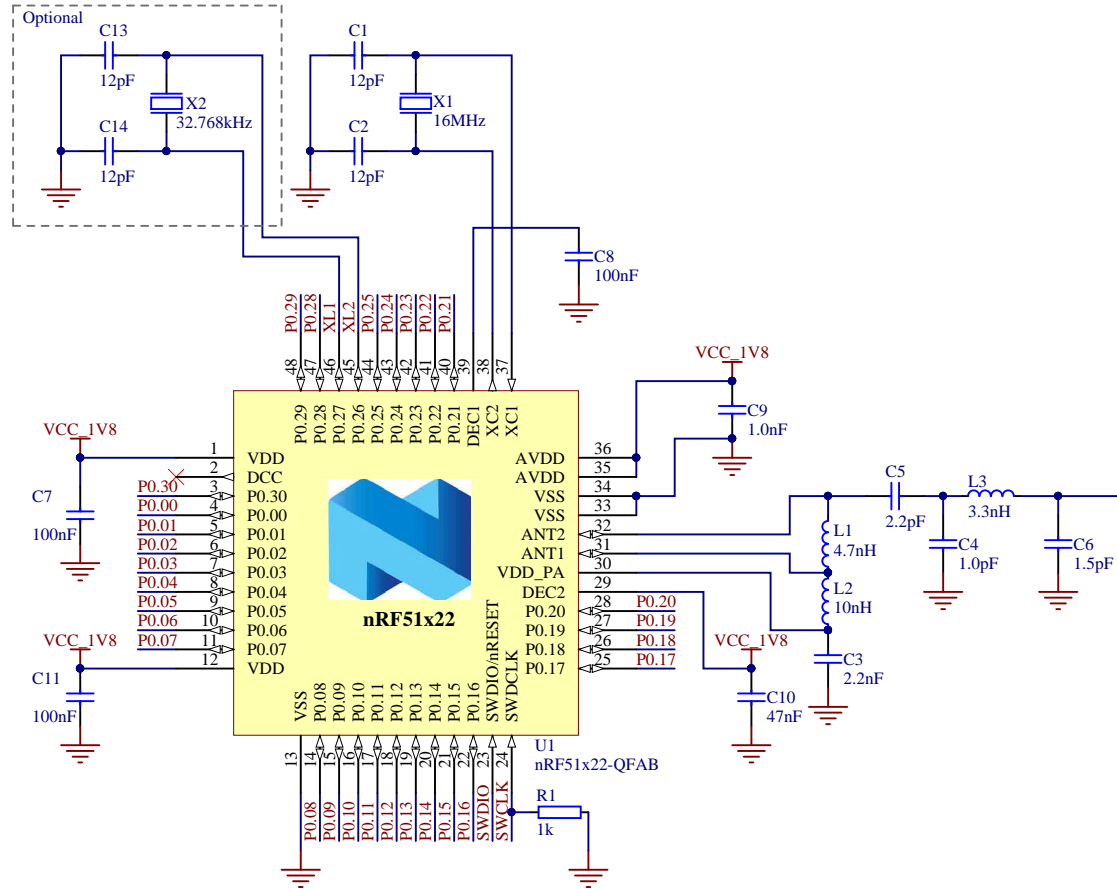 Optional
C13
12pF
X2
32.768kHz
C14
12pF
C1
12pF
X1
16MHz
C2
12pF
C8
100nF
P0.29
P0.28
XL1
XL2
P0.25
P0.24
P0.23
P0.22
P0.21
48
47
46
45
44
43
42
41
40
39
38
37
P0.29
P0.28
P0.27
P0.26
P0.25
P0.24
P0.23
P0.22
P0.21
DEC1
XC2
XC1
VCC_1V8
C7
100nF
P0.30
P0.00
P0.01
P0.02
P0.03
P0.04
P0.05
P0.06
P0.07
VCC_1V8
C11
100nF
1
2
3
4
5
6
7
8
9
10
11
12
VDD
DCC
P0.30
P0.00
P0.01
P0.02
P0.03
P0.04
P0.05
P0.06
P0.07
VDD
nRF51x22
AVDD
AVDD
VSS
VSS
ANT2
ANT1
VDD_PA
DEC2
P0.20
P0.19
P0.18
P0.17
36
35
34
33
32
31
30
29
28
27
26
25
P0.20
P0.19
P0.18
P0.17
VCC_1V8
C9
1.0nF
C5
2.2pF
L3
3.3nH
L1
4.7nH
C4
1.0pF
C6
1.5pF
L2
10nH
C3
2.2nF
VCC_1V8
C10
47nF
VSS
P0.08
P0.09
P0.10
P0.11
P0.12
P0.13
P0.14
P0.15
P0.16
SWDIO/nRESET
SWDCLK
13
14
15
16
17
18
19
20
21
22
23
24
U1
nRF51x22-QFAB
P0.08
P0.09
P0.10
P0.11
P0.12
P0.13
P0.14
P0.15
P0.16
SWDIO
SWCLK
R1
1k